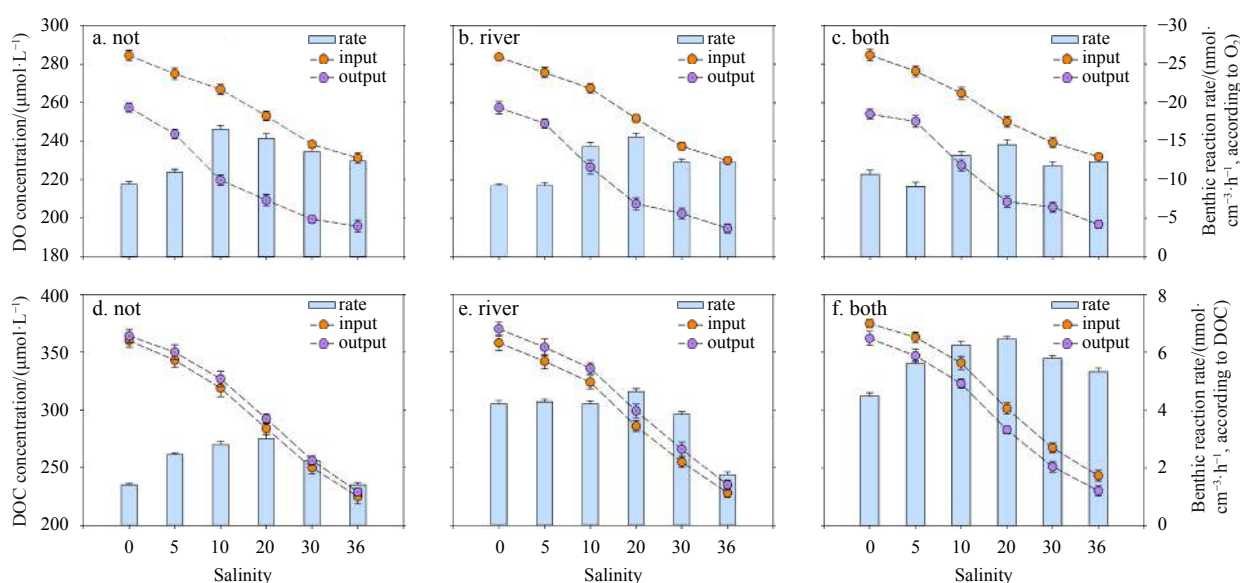 a. not
rate
input
output
b. river
rate
input
output
c. both
rate
input
output
DO concentration/(μmol·L⁻¹)
300
280
260
240
220
200
180
−30
−25
−20
−15
−10
−5
0
Benthic reaction rate/(nmol·
cm⁻³·h⁻¹, according to O₂)
d. not
rate
input
output
e. river
rate
input
output
f. both
rate
input
output
DOC concentration/(μmol·L⁻¹)
400
350
300
250
200
8
6
4
2
0
Benthic reaction rate/(nmol·
cm⁻³·h⁻¹, according to DOC)
0 5 10 20 30 36
0 5 10 20 30 36
0 5 10 20 30 36
Salinity
Salinity
Salinity